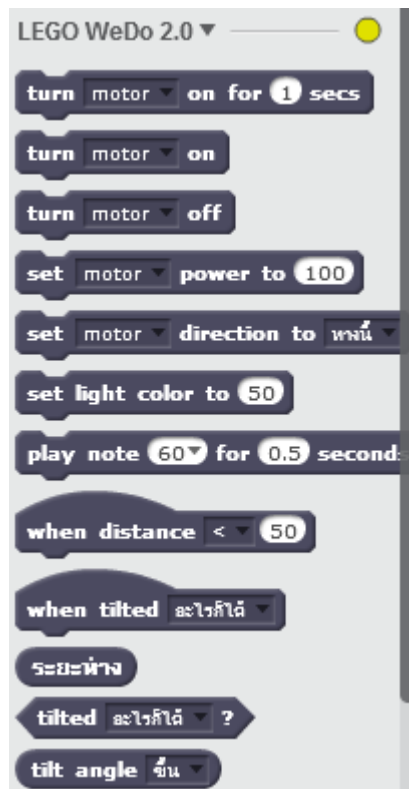 LEGO WeDo 2.0
turn motor on for 1 secs
turn motor on
turn motor off
set motor power to 100
set motor direction to ทางนี้
set light color to 50
play note 60 for 0.5 seconds
when distance < 50
when tilted อะไรก็ได้
ระยะห่าง
tilted อะไรก็ได้ ?
tilt angle ขึ้น